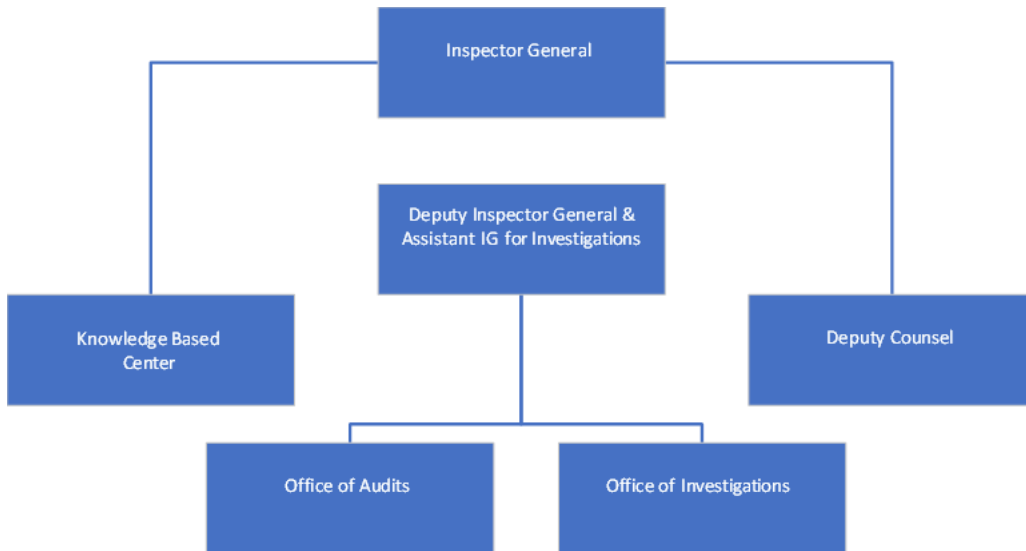 Inspector General
Deputy Inspector General &
Assistant IG for Investigations
Knowledge Based
Center
Deputy Counsel
Office of Audits
Office of Investigations